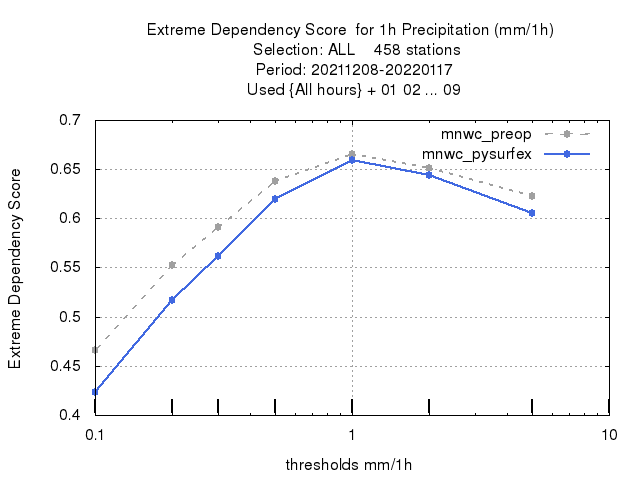 Extreme Dependency Score  for 1h Precipitation (mm/1h)
Selection: ALL    458 stations
Period: 20211208-20220117
Used {All hours} + 01 02 ... 09
0.7
0.65
0.6
0.55
0.5
0.45
0.4
Extreme Dependency Score
mnwc_preop
mnwc_pysurfex
0.1
1
10
thresholds mm/1h